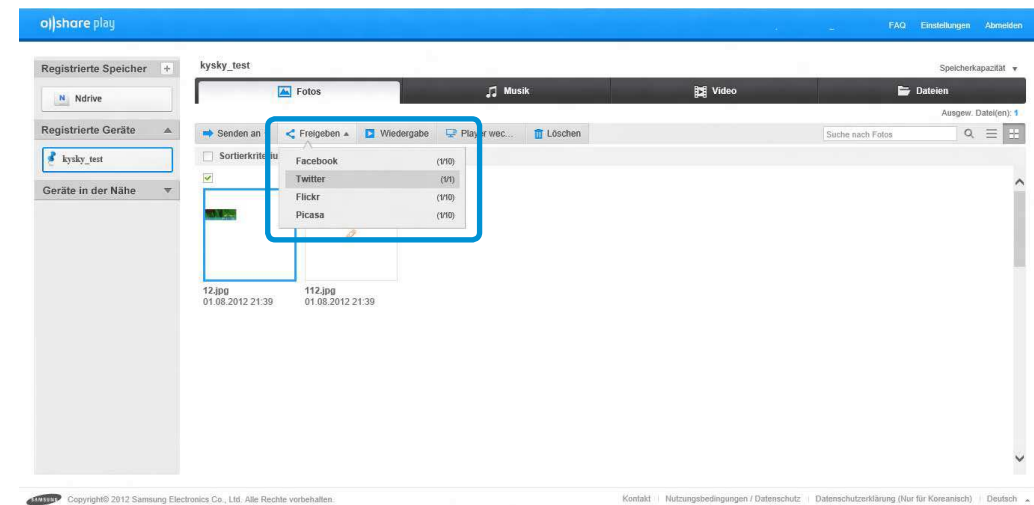 allshare play
FAQ Einstellungen Abmelden
Registrierte Speicher +
N Ndrive
Registrierte Geräte
kysky_test
Geräte in der Nähe
kysky_test
Speicherkapazität
Fotos Musik Video Dateien
Ausgew. Datei(en): 1
Senden an Freigeben Wiedergabe Player wec... Löschen
Suche nach Fotos
Sortierkriteriu
Facebook (1/10)
Twitter (1/1)
Flickr (1/10)
Picasa (1/10)
12.jpg
01.08.2012 21:39
112.jpg
01.08.2012 21:39
SAMSUNG Copyright© 2012 Samsung Electronics Co., Ltd. Alle Rechte vorbehalten.
Kontakt | Nutzungsbedingungen / Datenschutz | Datenschutzerklärung (Nur für Koreanisch) | Deutsch